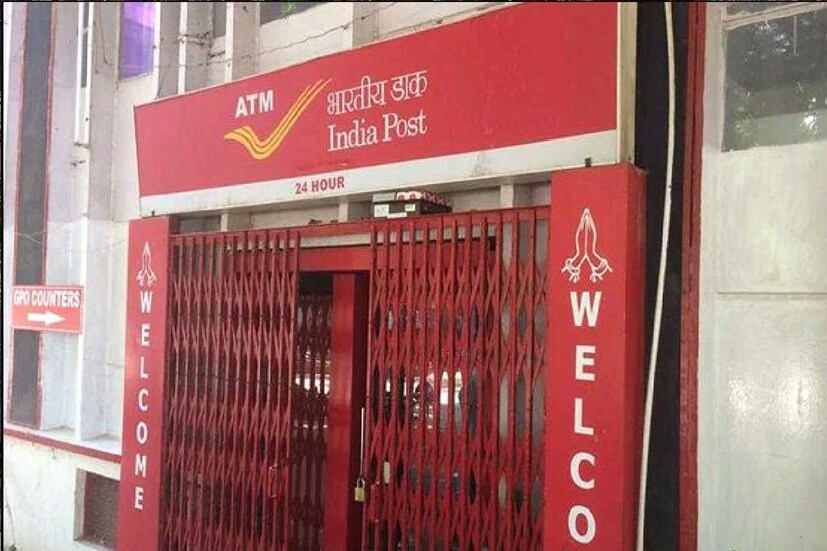 ATM
भारतीय डाक
India Post
24 HOUR
GPO COUNTERS
WELCOME
WELCO